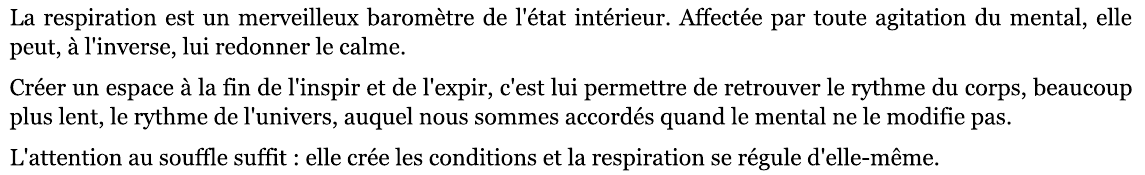 La respiration est un merveilleux baromètre de l'état intérieur. Affectée par toute agitation du mental, elle
peut, à l'inverse, lui redonner le calme.
Créer un espace à la fin de l'inspir et de l'expir, c'est lui permettre de retrouver le rythme du corps, beaucoup
plus lent, le rythme de l'univers, auquel nous sommes accordés quand le mental ne le modifie pas.
L'attention au souffle suffit : elle crée les conditions et la respiration se régule d'elle-même.